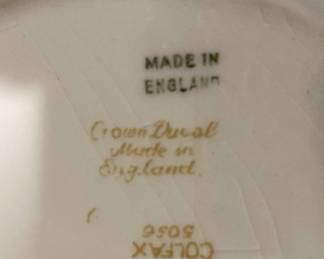 MADE IN
ENGLAND
Crown Ducal
Made in
England.
COLFAX
5056